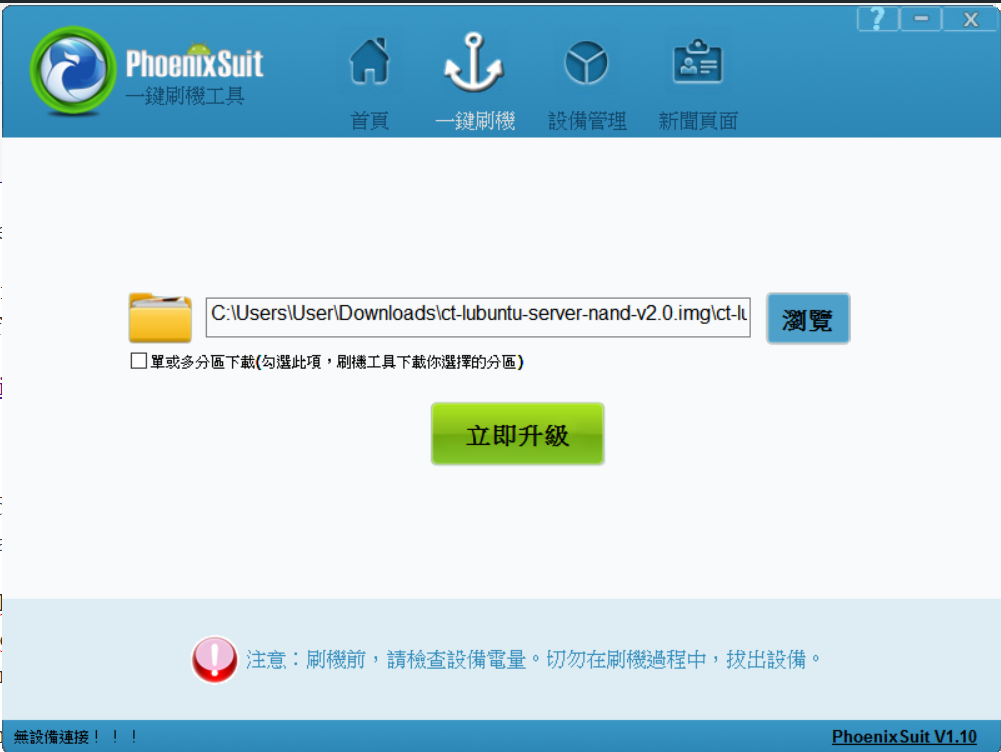 ? − X
PhoenixSuit
一鍵刷機工具
首頁 一鍵刷機 設備管理 新聞頁面
C:\Users\User\Downloads\ct-lubuntu-server-nand-v2.0.img\ct-lu
瀏覽
單或多分區下載(勾選此項，刷機工具下載你選擇的分區)
立即升級
注意：刷機前，請檢查設備電量。切勿在刷機過程中，拔出設備。
無設備連接！！！
PhoenixSuit V1.10